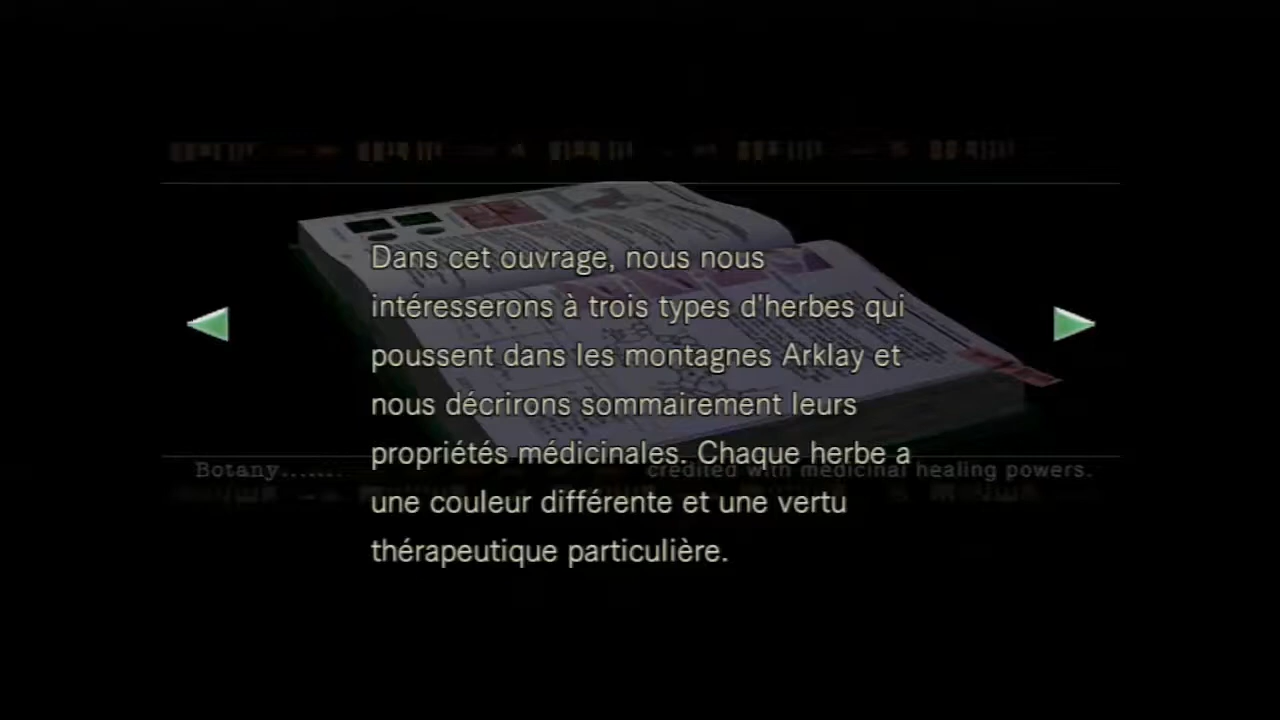 Dans cet ouvrage, nous nous
intéresserons à trois types d'herbes qui
poussent dans les montagnes Arklay et
nous décrirons sommairement leurs
propriétés médicinales. Chaque herbe a
Botany....... credited with medicinal healing powers.
une couleur différente et une vertu
thérapeutique particulière.